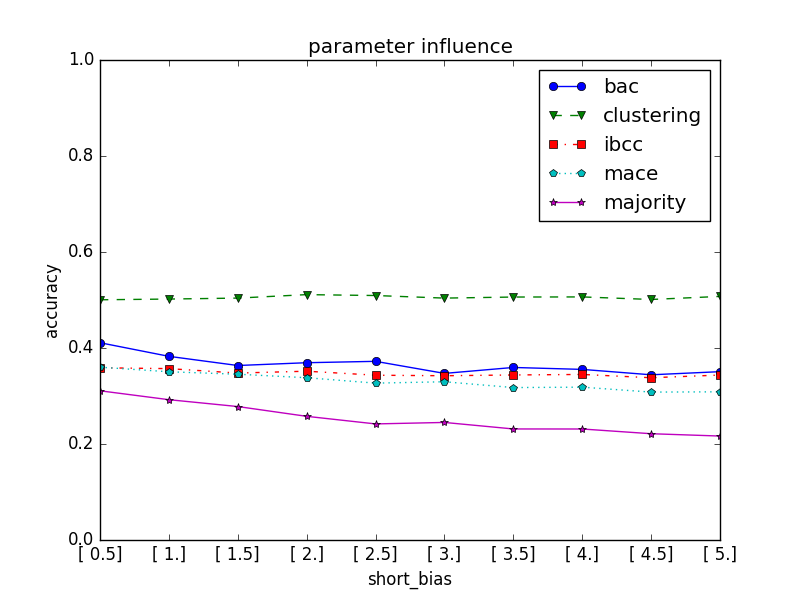 parameter influence
1.0
0.8
0.6
0.4
0.2
0.0
accuracy
bac
clustering
ibcc
mace
majority
[ 0.5] [ 1.] [ 1.5] [ 2.] [ 2.5] [ 3.] [ 3.5] [ 4.] [ 4.5] [ 5.]
short_bias